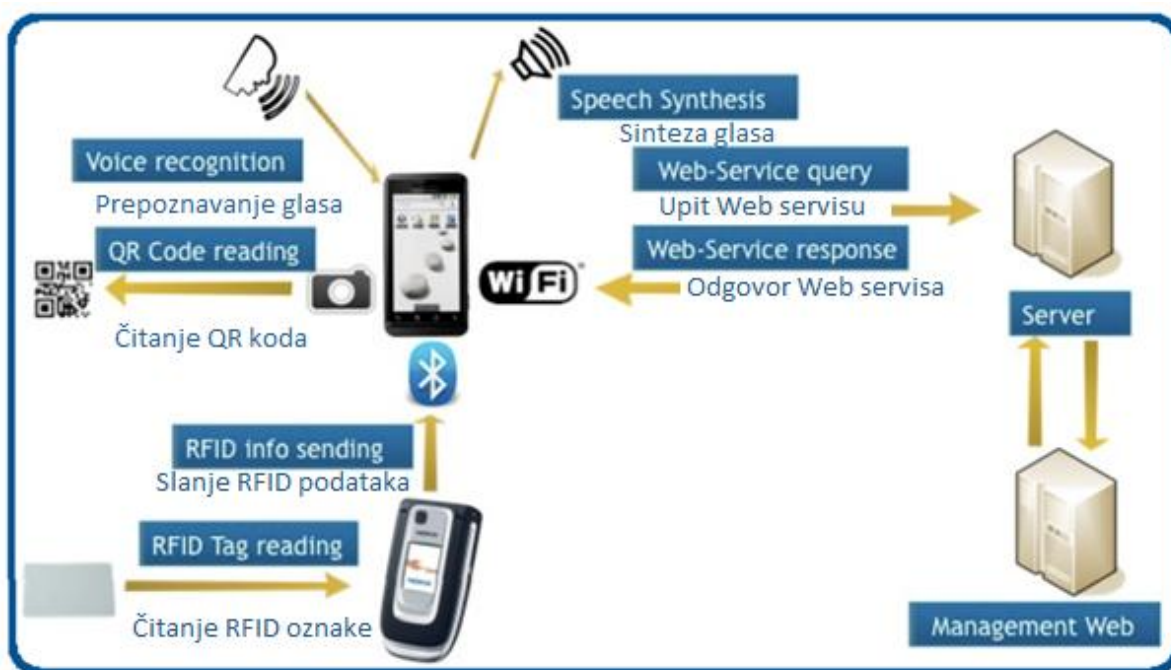 Speech Synthesis
Sinteza glasa
Voice recognition
Prepoznavanje glasa
Web-Service query
Upit Web servisu
QR Code reading
Web-Service response
WiFi
Odgovor Web servisa
Čitanje QR koda
Server
RFID info sending
Slanje RFID podataka
RFID Tag reading
Čitanje RFID oznake
NOKIA
Management Web